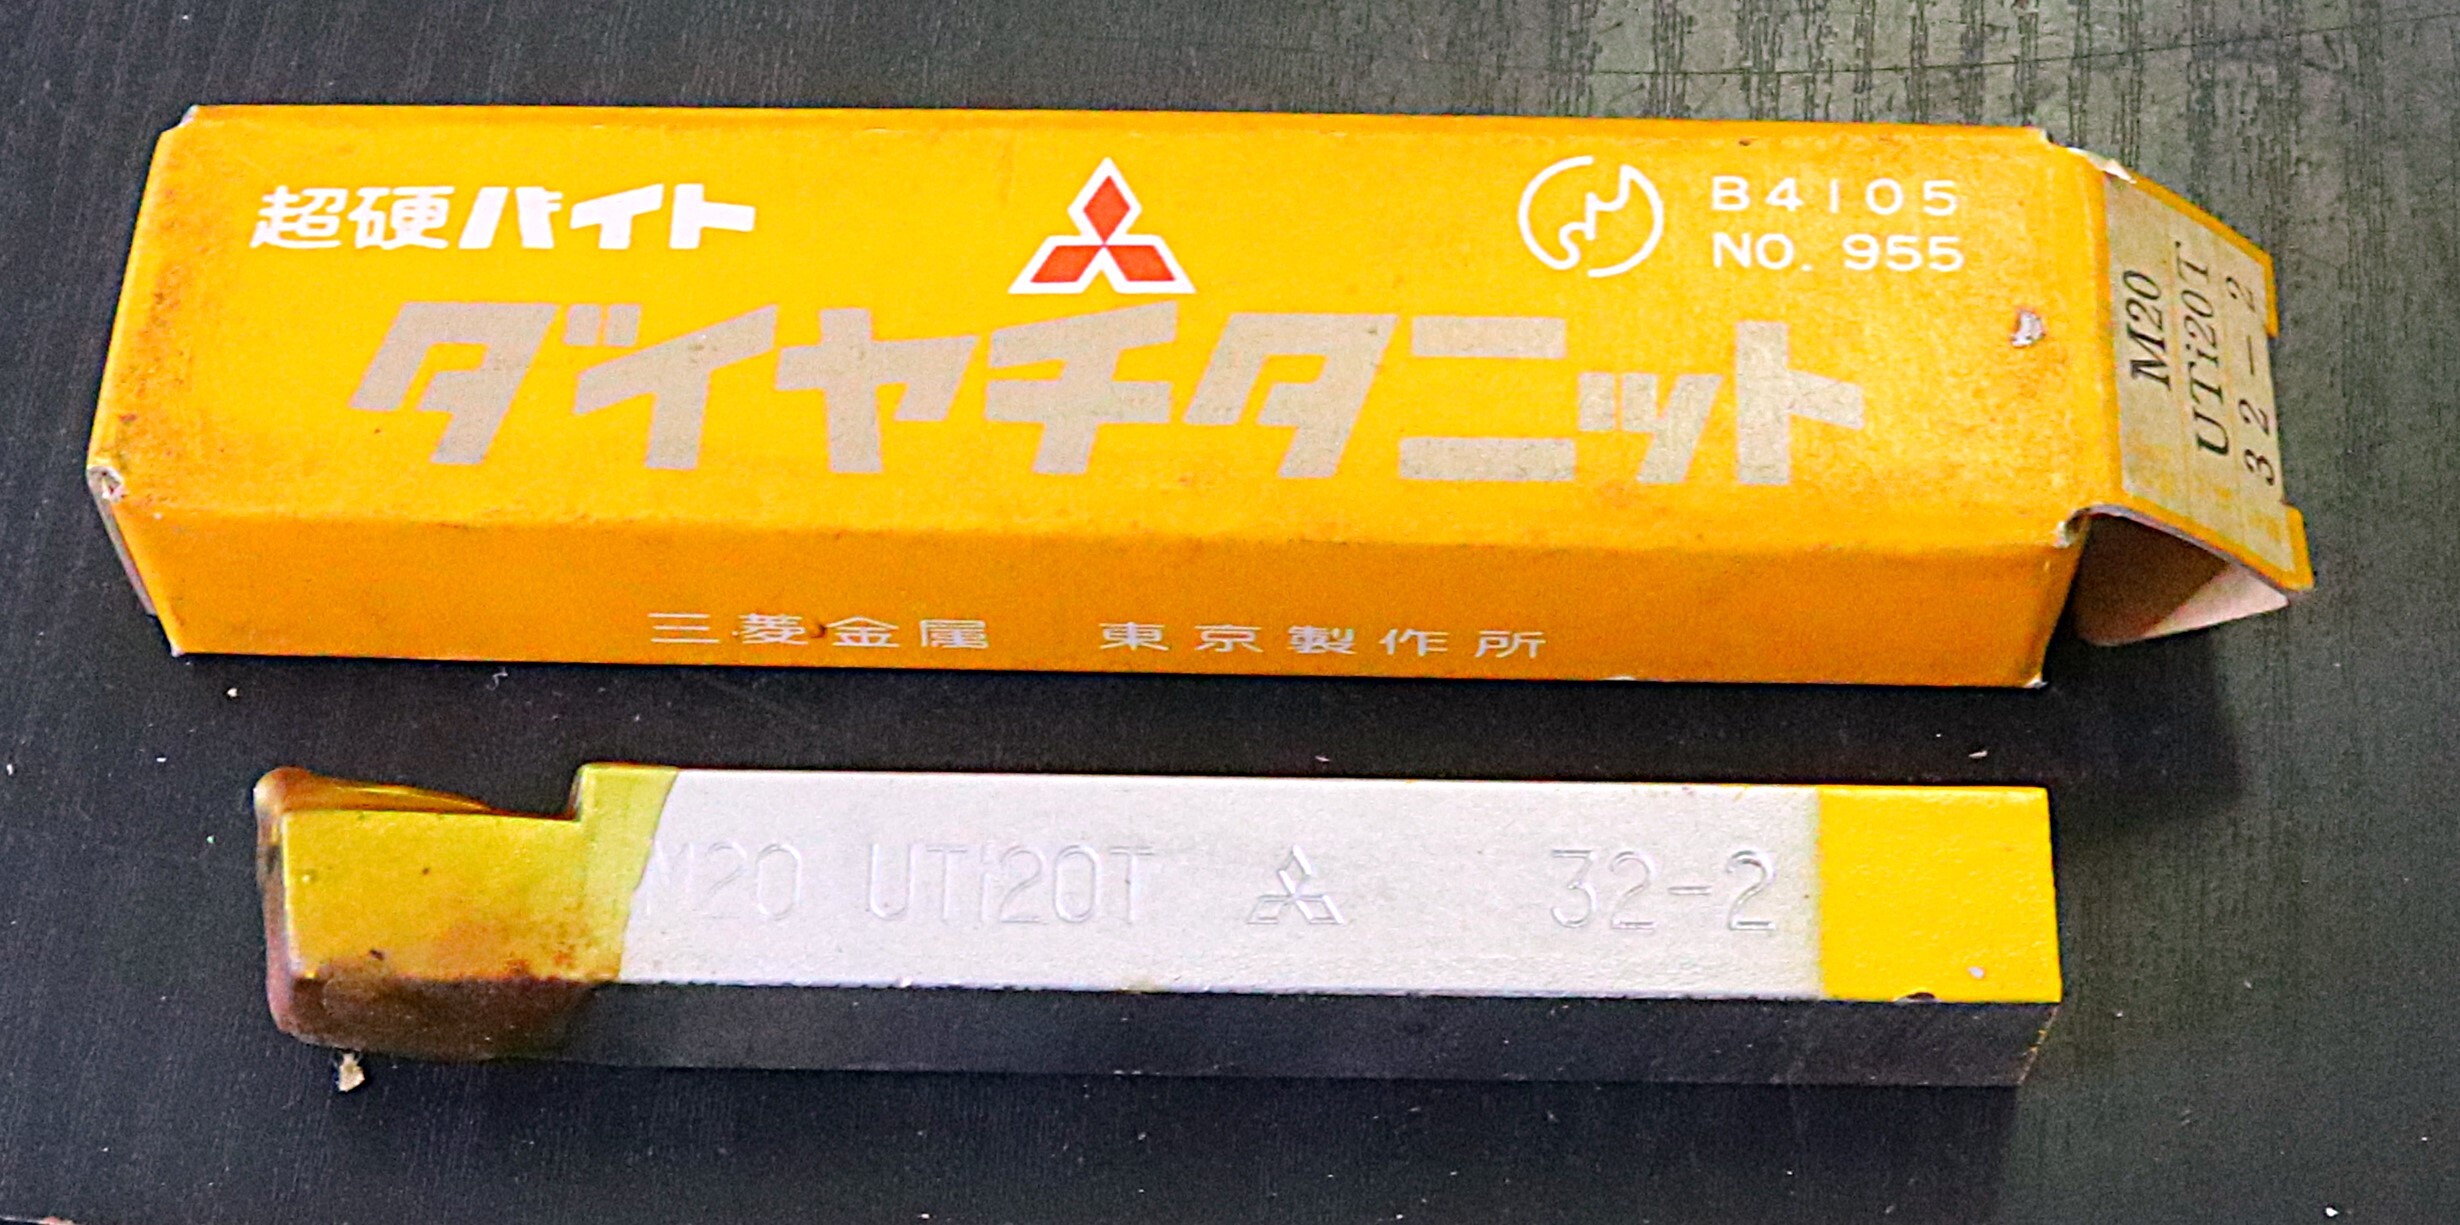 超硬バイト
B4105
NO. 955
ダイヤチタニット
三菱金属 東京製作所
M20
UTi20T
32-2
M20 UTi20T 32-2